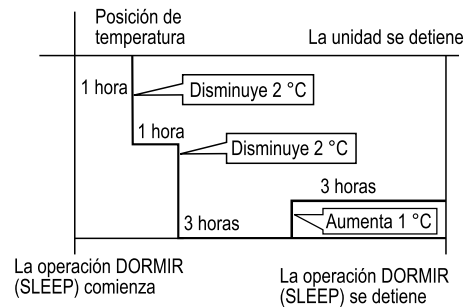 Posición de
temperatura
La unidad se detiene
1 hora
Disminuye 2 °C
1 hora
Disminuye 2 °C
3 horas
3 horas
Aumenta 1 °C
La operación DORMIR
(SLEEP) comienza
La operación DORMIR
(SLEEP) se detiene